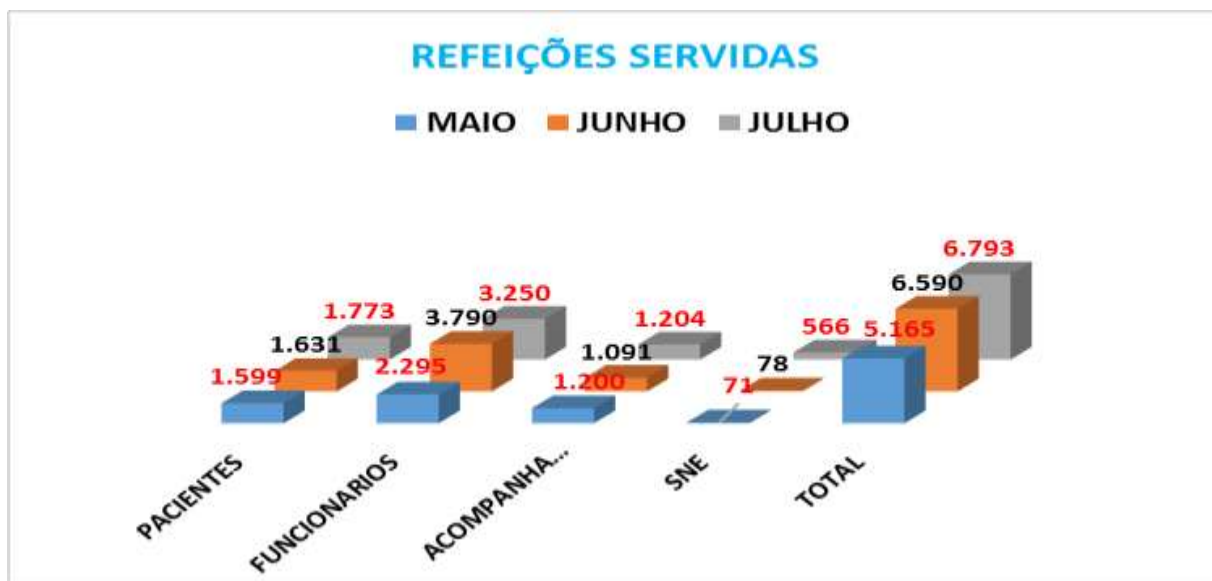 REFEIÇÕES SERVIDAS
MAIO JUNHO JULHO
6.793
6.590
5.165
3.250
3.790
2.295
1.773
1.631
1.599
1.204
1.091
1.200
566
78
71
PACIENTES
FUNCIONARIOS
ACOMPANHA...
SNE
TOTAL